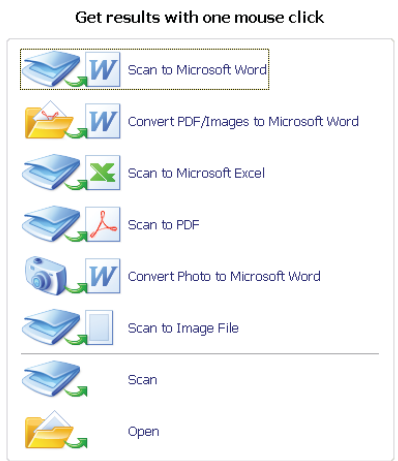 Get results with one mouse click
Scan to Microsoft Word
Convert PDF/Images to Microsoft Word
Scan to Microsoft Excel
Scan to PDF
Convert Photo to Microsoft Word
Scan to Image File
Scan
Open